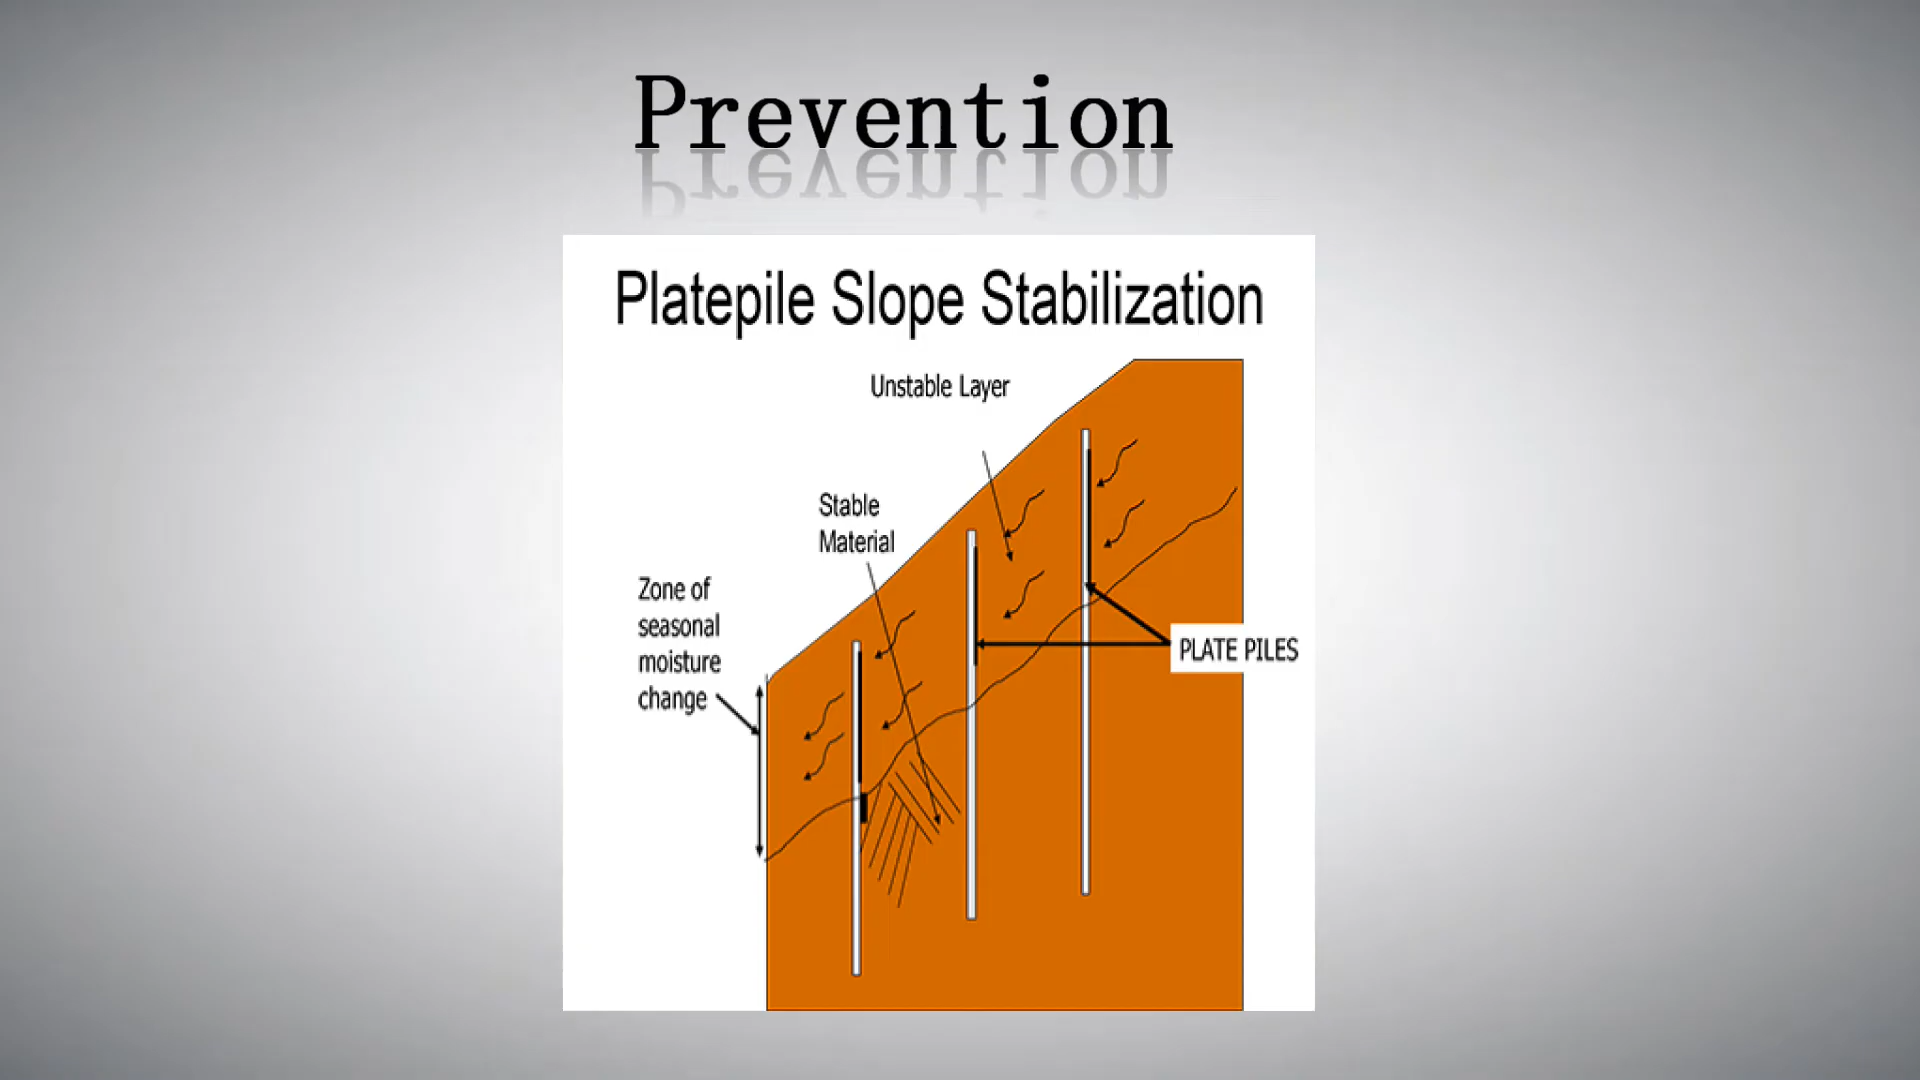 Prevention
Platepile Slope Stabilization
Unstable Layer
Stable
Material
Zone of
seasonal
moisture
change
PLATE PILES